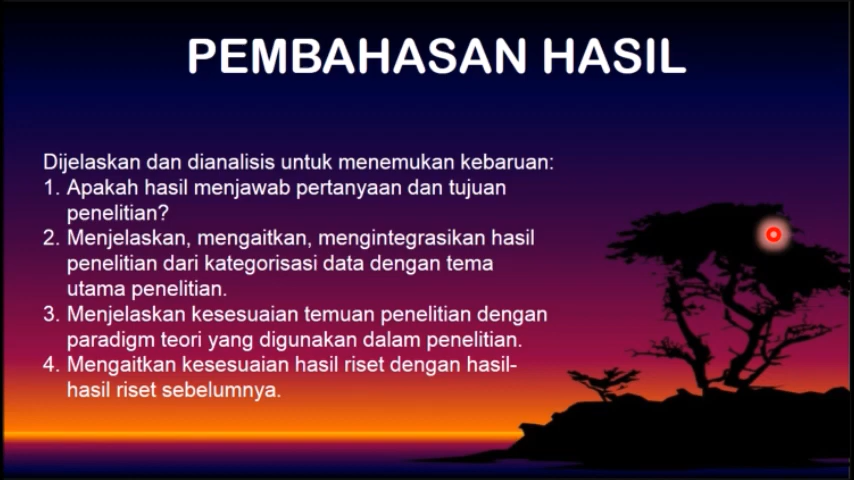 PEMBAHASAN HASIL
Dijelaskan dan dianalisis untuk menemukan kebaruan:
1. Apakah hasil menjawab pertanyaan dan tujuan
penelitian?
2. Menjelaskan, mengaitkan, mengintegrasikan hasil
penelitian dari kategorisasi data dengan tema
utama penelitian.
3. Menjelaskan kesesuaian temuan penelitian dengan
paradigm teori yang digunakan dalam penelitian.
4. Mengaitkan kesesuaian hasil riset dengan hasil-
hasil riset sebelumnya.